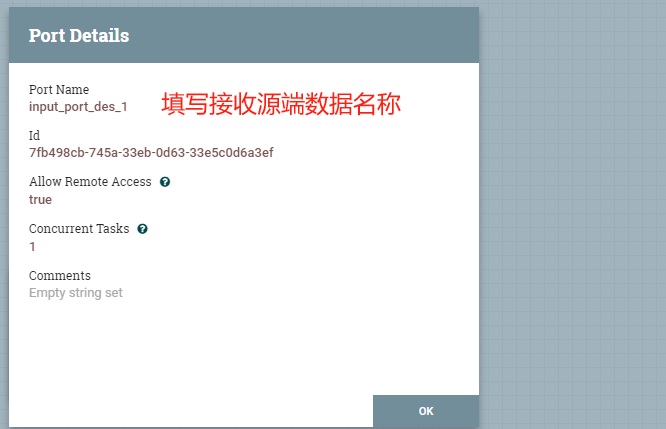 Port Details
Port Name
input_port_des_1
填写接收源端数据名称
Id
7fb498cb-745a-33eb-0d63-33e5c0d6a3ef
Allow Remote Access ?
true
Concurrent Tasks ?
1
Comments
Empty string set
OK